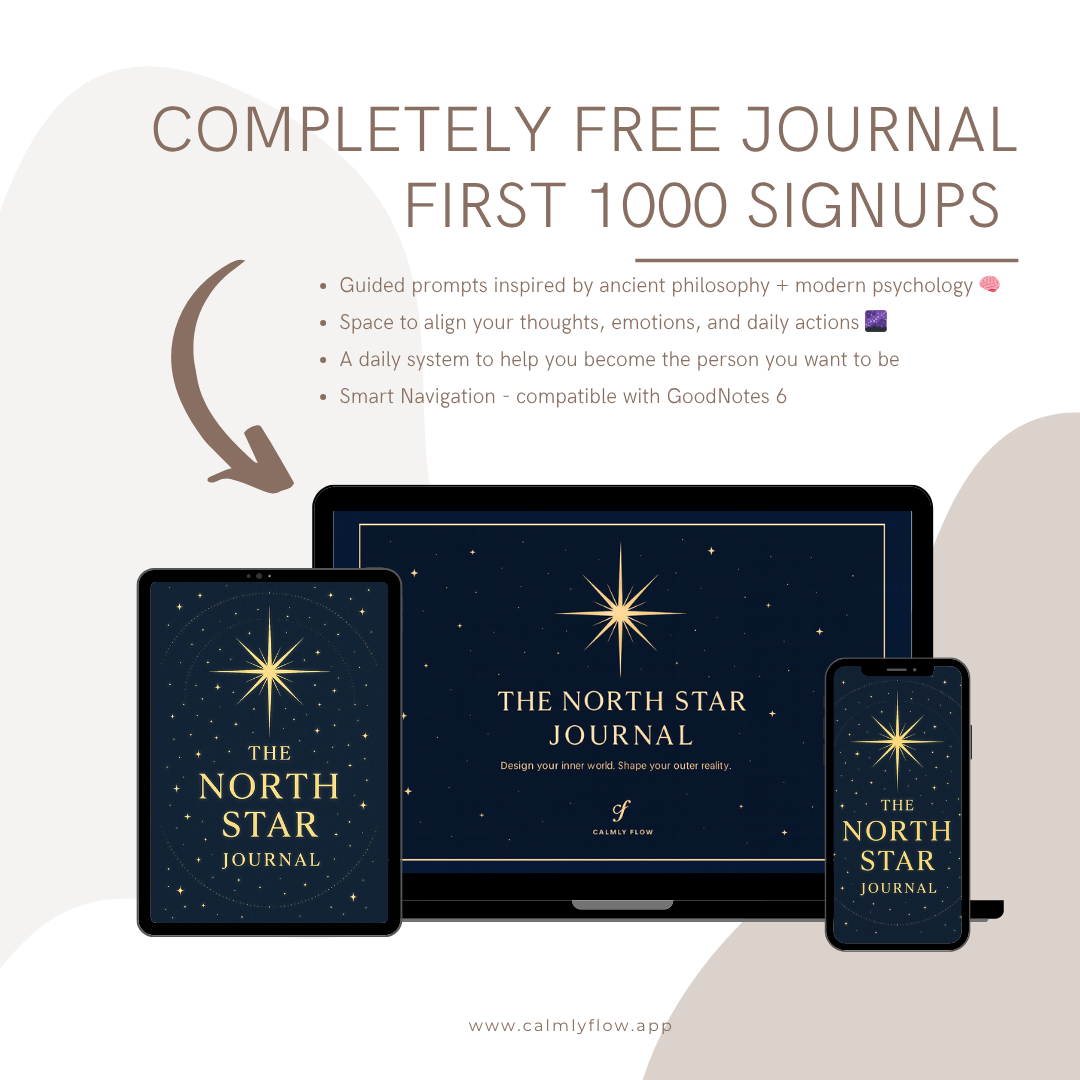 COMPLETELY FREE JOURNAL
FIRST 1000 SIGNUPS
• Guided prompts inspired by ancient philosophy + modern psychology 🧠
• Space to align your thoughts, emotions, and daily actions 🌌
• A daily system to help you become the person you want to be
• Smart Navigation - compatible with GoodNotes 6
THE
NORTH
STAR
JOURNAL
THE NORTH STAR
JOURNAL
Design your inner world. Shape your outer reality.
cf
CALMLY FLOW
THE
NORTH
STAR
JOURNAL
www.calmlyflow.app